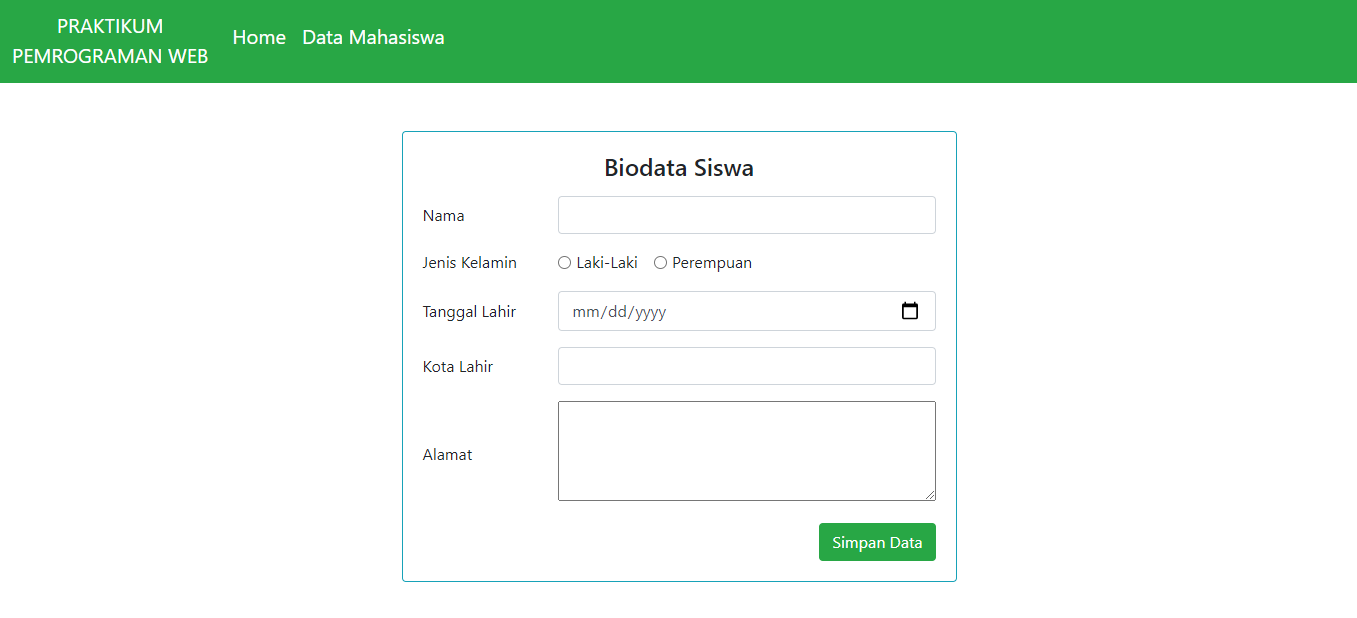 PRAKTIKUM
PEMROGRAMAN WEB
Home Data Mahasiswa
Biodata Siswa
Nama
Jenis Kelamin Laki-Laki Perempuan
Tanggal Lahir mm/dd/yyyy
Kota Lahir
Alamat
Simpan Data